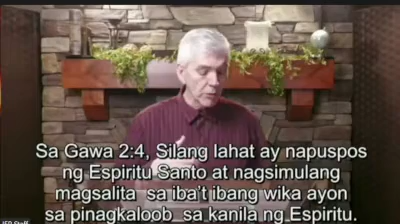 Sa Gawa 2:4, Silang lahat ay napuspos
ng Espiritu Santo at nagsimulang
magsalita sa iba't ibang wika ayon
sa pinagkaloob sa kanila ng Espiritu.